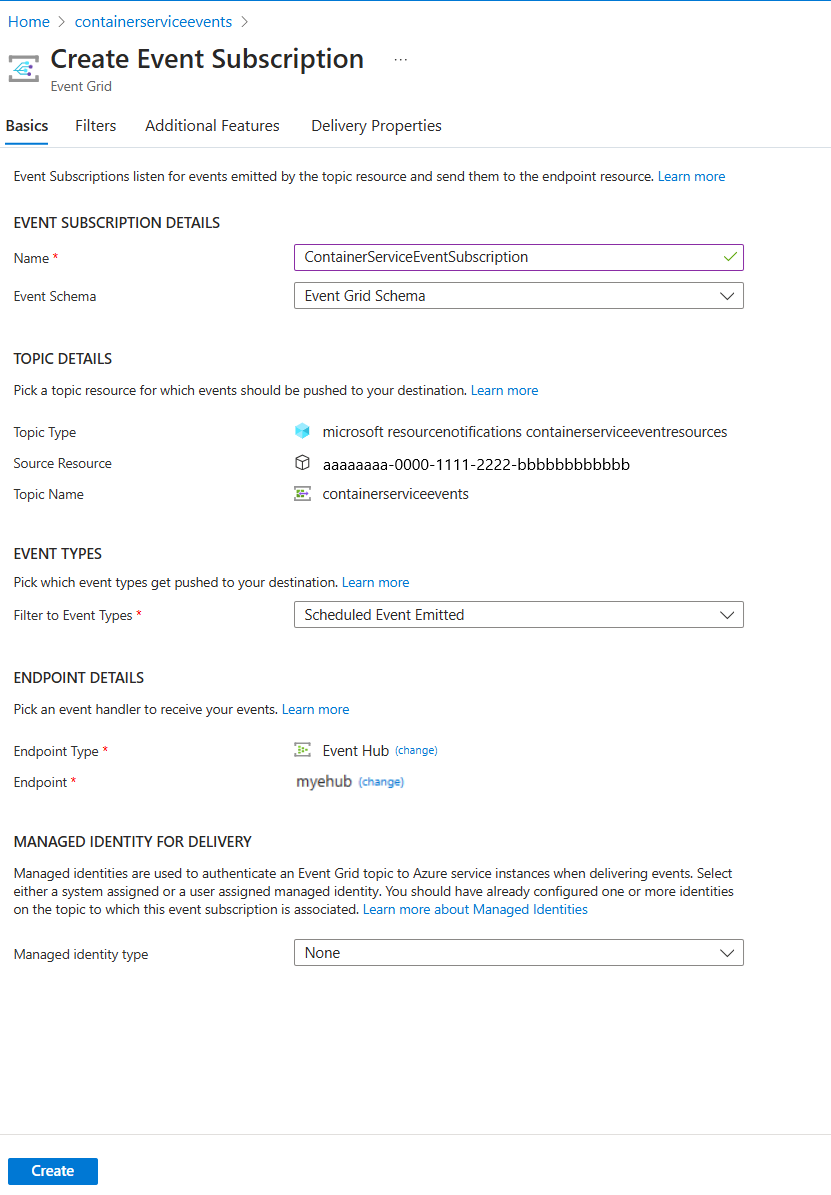 Home > containerserviceevents >
Create Event Subscription ...
Event Grid
Basics Filters Additional Features Delivery Properties
Event Subscriptions listen for events emitted by the topic resource and send them to the endpoint resource. Learn more
EVENT SUBSCRIPTION DETAILS
Name * ContainerServiceEventSubscription
Event Schema Event Grid Schema
TOPIC DETAILS
Pick a topic resource for which events should be pushed to your destination. Learn more
Topic Type microsoft resourcenotifications containerserviceeventresources
Source Resource aaaaaaaa-0000-1111-2222-bbbbbbbbbbbb
Topic Name containerserviceevents
EVENT TYPES
Pick which event types get pushed to your destination. Learn more
Filter to Event Types * Scheduled Event Emitted
ENDPOINT DETAILS
Pick an event handler to receive your events. Learn more
Endpoint Type * Event Hub (change)
Endpoint * myehub (change)
MANAGED IDENTITY FOR DELIVERY
Managed identities are used to authenticate an Event Grid topic to Azure service instances when delivering events. Select
either a system assigned or a user assigned managed identity. You should have already configured one or more identities
on the topic to which this event subscription is associated. Learn more about Managed Identities
Managed identity type None
Create